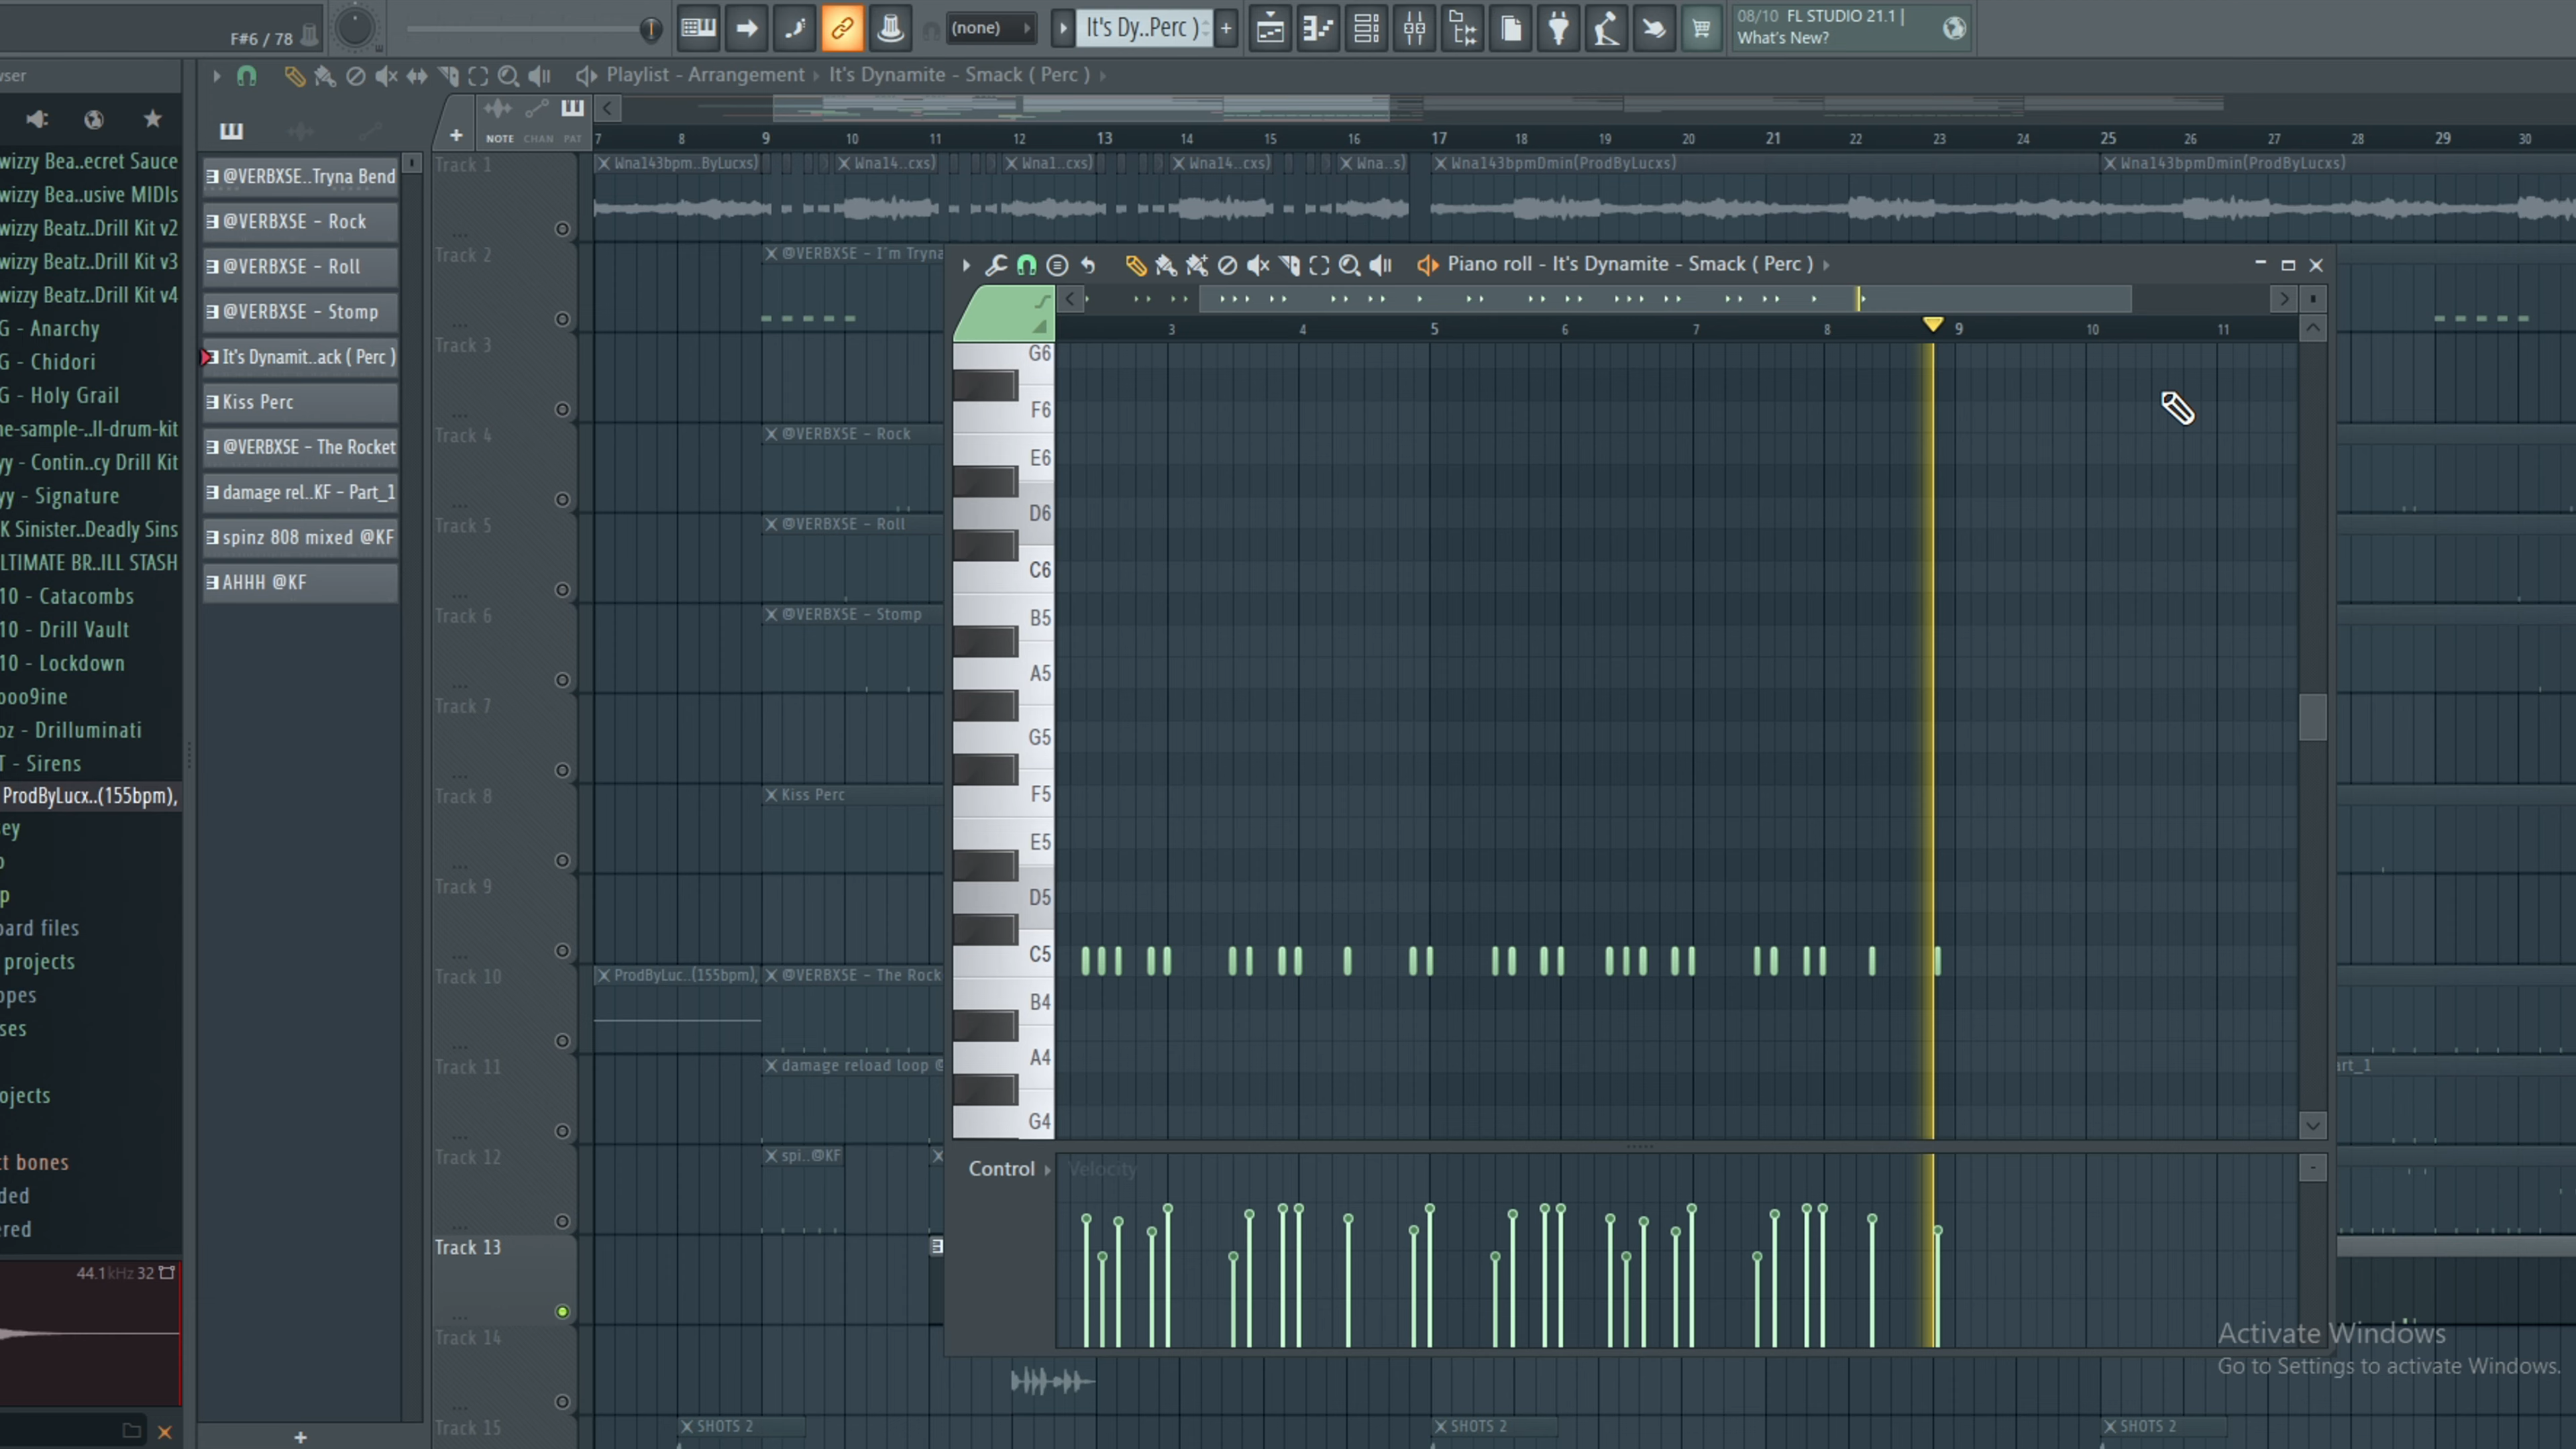 F#6 / 78
(none)
It's Dy..Perc )
08/10 FL STUDIO 21.1 |
What's New?
wser
Playlist - Arrangement › It's Dynamite - Smack ( Perc ) ›
NOTE CHAN PAT
7 8 9 10 11 12 13 14 15 16 17 18 19 20 21 22 23 24 25 26 27 28 29 30
wizzy Bea..ecret Sauce
wizzy Bea..usive MIDIs
wizzy Beatz..Drill Kit v2
wizzy Beatz..Drill Kit v3
wizzy Beatz..Drill Kit v4
G - Anarchy
G - Chidori
G - Holy Grail
ne-sample-..ll-drum-kit
yy - Contin..cy Drill Kit
yy - Signature
K Sinister..Deadly Sins
LTIMATE BR..ILL STASH
10 - Catacombs
10 - Drill Vault
10 - Lockdown
ooo9ine
oz - Drilluminati
T - Sirens
ProdByLucx..(155bpm),
ey
o
p
oard files
projects
opes
ses
ojects
ct bones
ded
ered
44.1kHz 32
@VERBXSE..Tryna Bend
@VERBXSE - Rock
@VERBXSE - Roll
@VERBXSE - Stomp
It's Dynamit..ack ( Perc )
Kiss Perc
@VERBXSE - The Rocket
damage rel..KF - Part_1
spinz 808 mixed @KF
AHHH @KF
Track 1
Wna143bpm..ByLucxs)
Wna14..cxs)
Wna1..cxs)
Wna14..cxs)
Wna..s)
Wna143bpmDmin(ProdByLucxs)
Wna143bpmDmin(ProdByLucxs)
Track 2
@VERBXSE - I'm Tryna
Track 3
Track 4
@VERBXSE - Rock
Track 5
@VERBXSE - Roll
Track 6
@VERBXSE - Stomp
Track 7
Track 8
Kiss Perc
Track 9
Track 10
ProdByLuc..(155bpm),
@VERBXSE - The Rock
Track 11
damage reload loop @
art_1
Track 12
spi..@KF
Track 13
Track 14
Track 15
SHOTS 2
SHOTS 2
SHOTS 2
Piano roll - It's Dynamite - Smack ( Perc ) ›
3 4 5 6 7 8 9 10 11
G6
F6
E6
D6
C6
B5
A5
G5
F5
E5
D5
C5
B4
A4
G4
Control
Velocity
Activate Windows
Go to Settings to activate Windows.